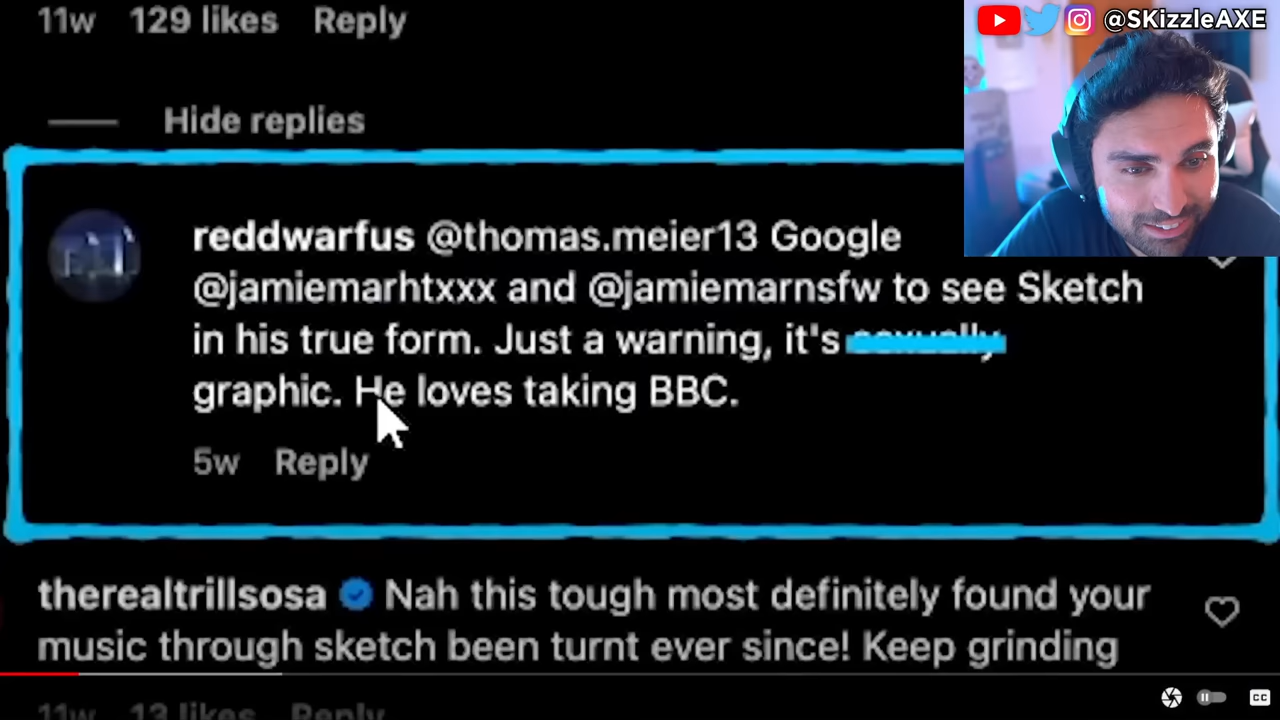 11w 129 likes Reply
@SKizzleAXE
Hide replies
reddwarfus @thomas.meier13 Google
@jamiemarhtxxx and @jamiemarnsfw to see Sketch
in his true form. Just a warning, it's sexually
graphic. He loves taking BBC.
5w Reply
therealtrillsosa Nah this tough most definitely found your
music through sketch been turnt ever since! Keep grinding
11w 13 likes Reply
CC